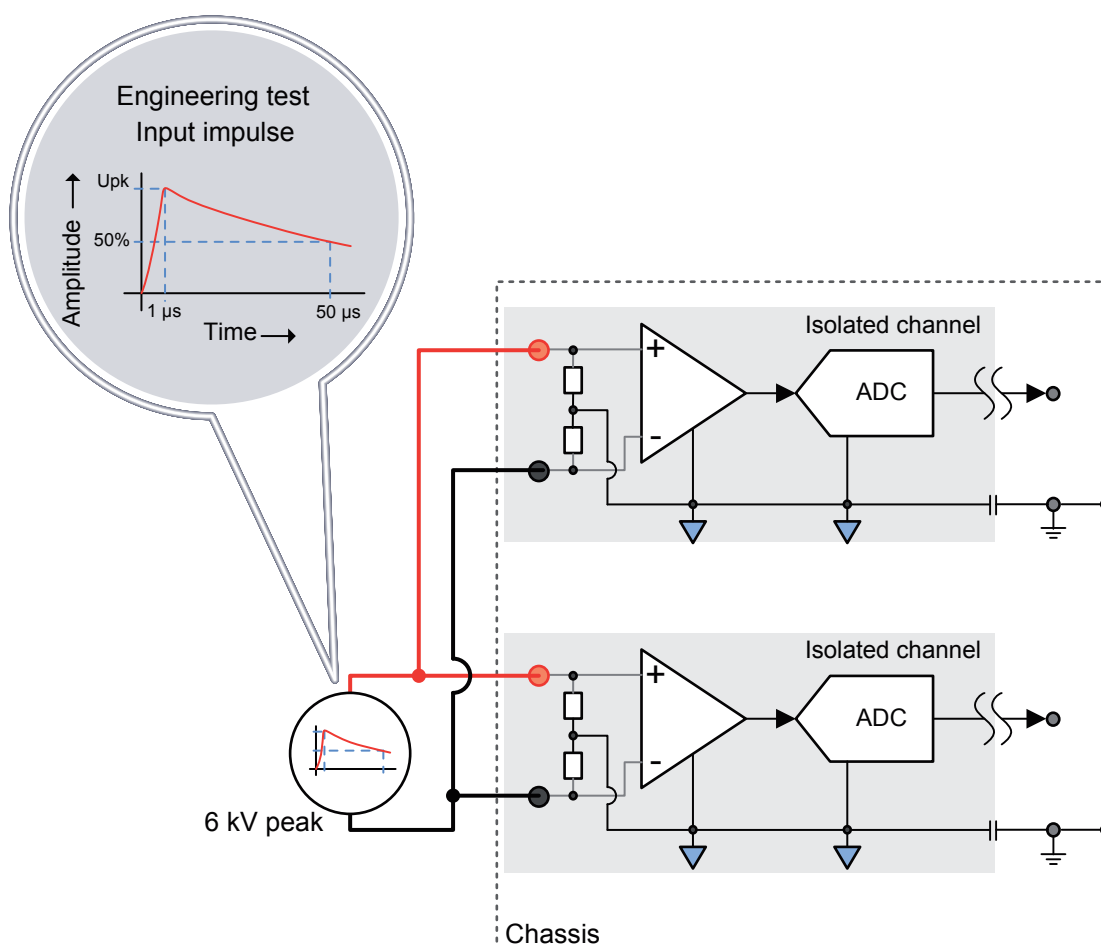 Engineering test
Input impulse
Amplitude
Upk
50%
1 µs
50 µs
Time
Isolated channel
+
-
ADC
Isolated channel
+
-
ADC
6 kV peak
Chassis